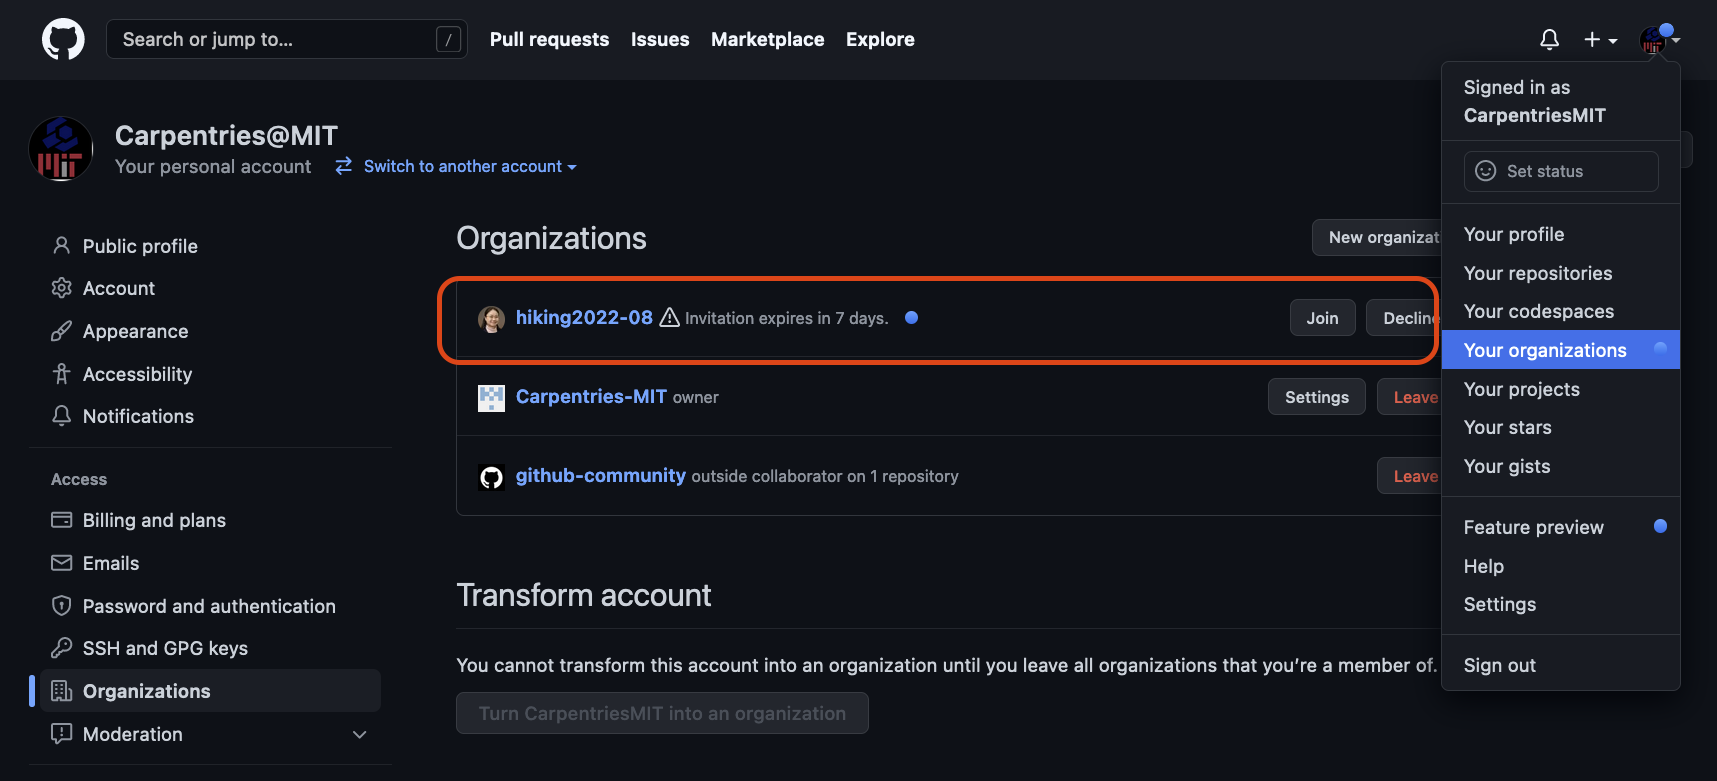 Search or jump to... /
Pull requests
Issues
Marketplace
Explore
Signed in as
CarpentriesMIT
Set status
Your profile
Your repositories
Your codespaces
Your organizations
Your projects
Your stars
Your gists
Feature preview
Help
Settings
Sign out
Carpentries@MIT
Your personal account
Switch to another account
Public profile
Account
Appearance
Accessibility
Notifications
Access
Billing and plans
Emails
Password and authentication
SSH and GPG keys
Organizations
Moderation
Organizations
New organizat
hiking2022-08 Invitation expires in 7 days.
Join
Decline
Carpentries-MIT owner
Settings
Leave
github-community outside collaborator on 1 repository
Leave
Transform account
You cannot transform this account into an organization until you leave all organizations that you’re a member of.
Turn CarpentriesMIT into an organization